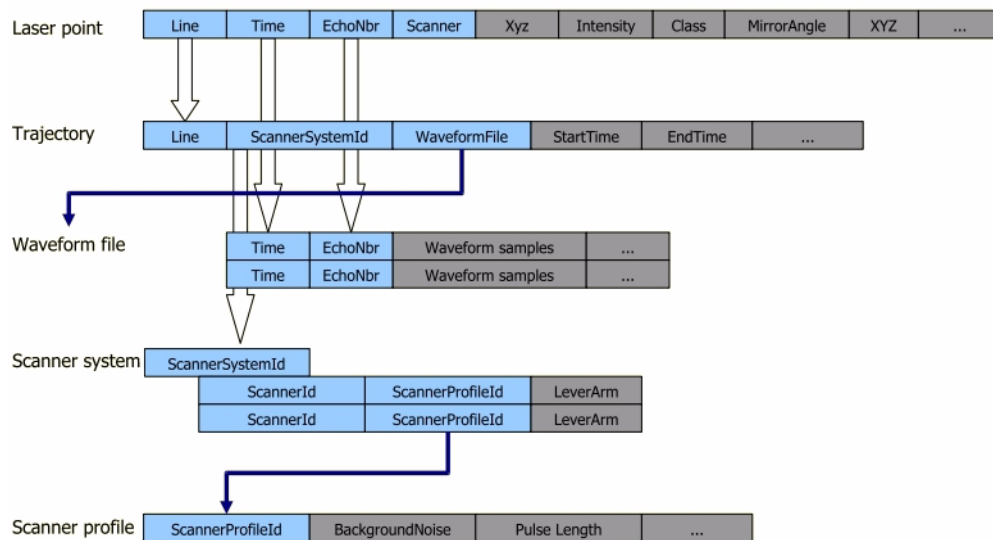 Laser point Line Time EchoNbr Scanner Xyz Intensity Class MirrorAngle XYZ ...
Trajectory Line ScannerSystemId WaveformFile StartTime EndTime ...
Waveform file
Time EchoNbr Waveform samples ...
Time EchoNbr Waveform samples ...
Scanner system ScannerSystemId
ScannerId ScannerProfileId LeverArm
ScannerId ScannerProfileId LeverArm
Scanner profile ScannerProfileId BackgroundNoise Pulse Length ...